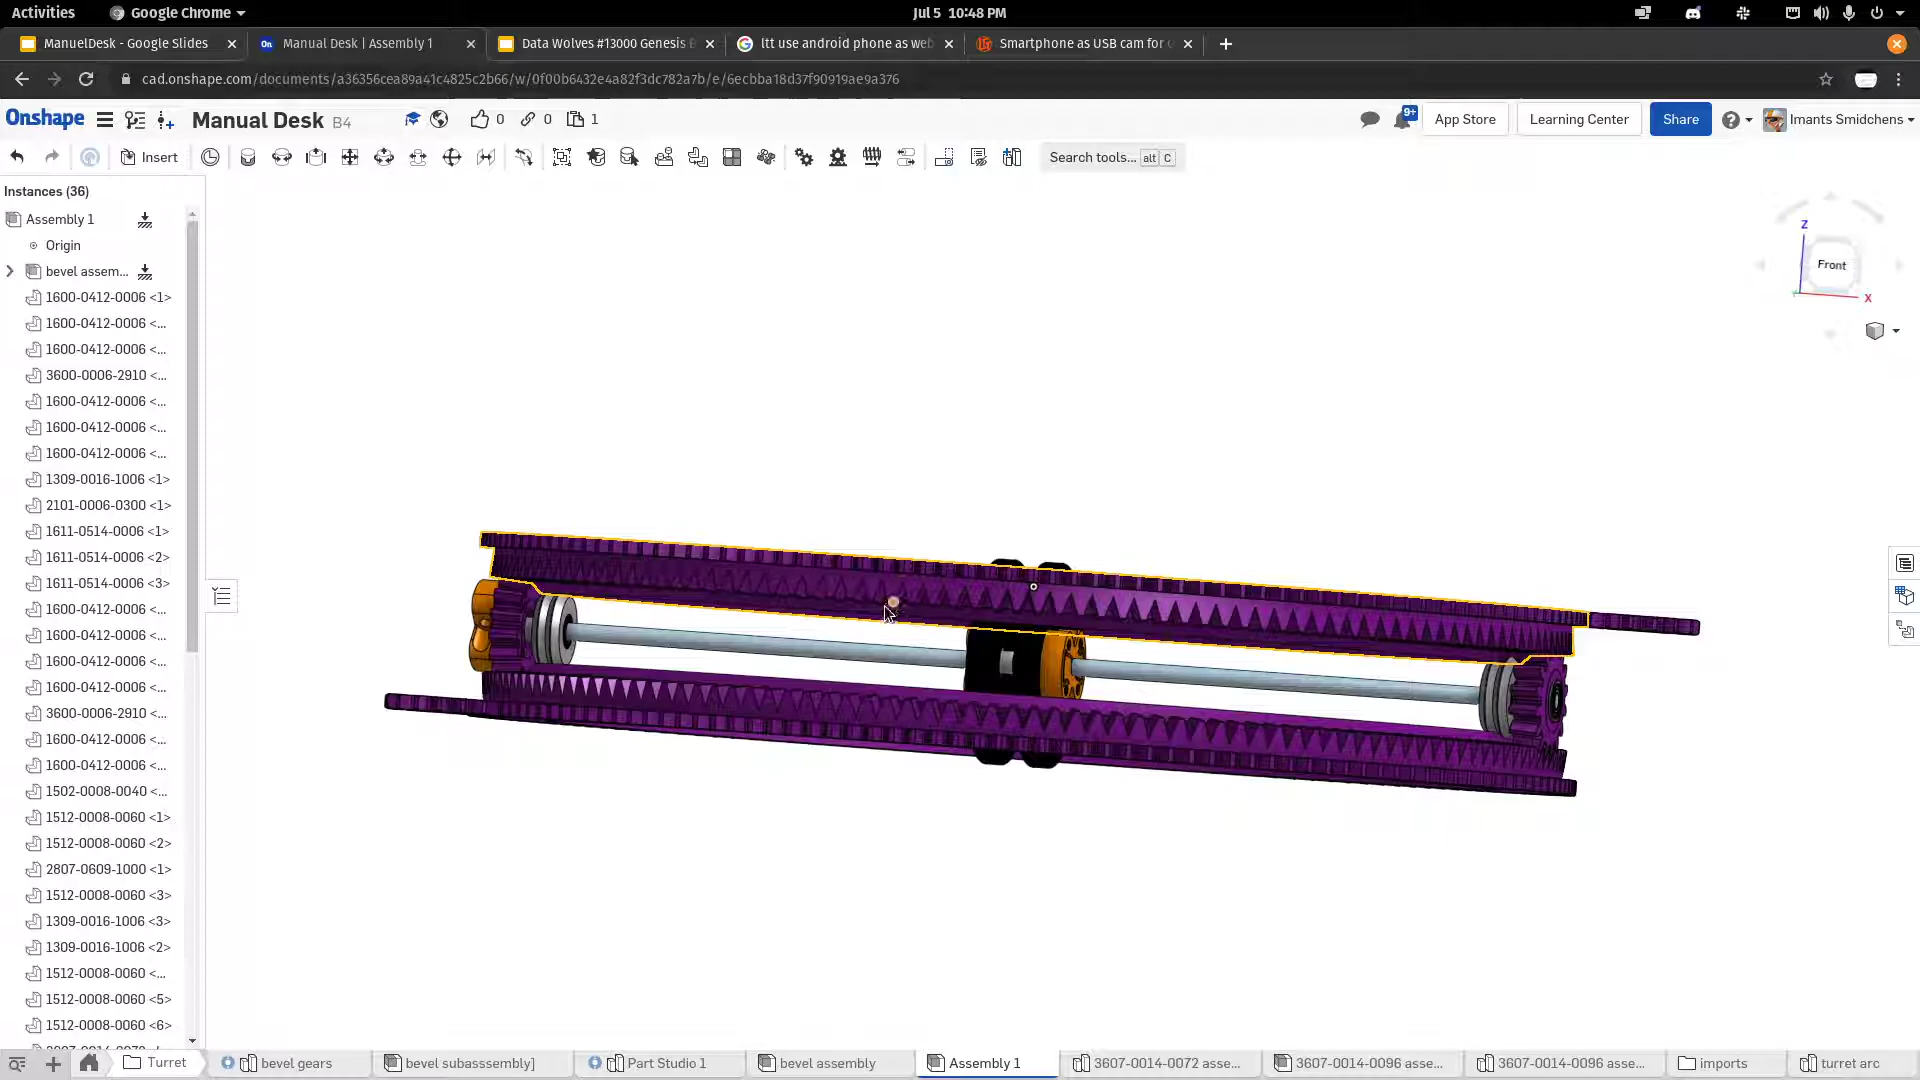 Activities
Google Chrome
Jul 5 10:48 PM
ManuelDesk - Google Slides
On
Manual Desk | Assembly 1
Data Wolves #13000 Genesis
ltt use android phone as web
Smartphone as USB cam for
cad.onshape.com/documents/a36356cea89a41c4825c2b66/w/0f00b6432e4a82f3dc782a7b/e/6ecbba18d37f90919ae9a376
Onshape
Manual Desk B4
0
0
1
9+
App Store
Learning Center
Share
Imants Smidchens
Insert
Search tools... alt C
Instances (36)
Assembly 1
Origin
bevel assem...
1600-0412-0006 <1>
1600-0412-0006 <...
1600-0412-0006 <...
3600-0006-2910 <...
1600-0412-0006 <...
1600-0412-0006 <...
1600-0412-0006 <...
1309-0016-1006 <1>
2101-0006-0300 <1>
1611-0514-0006 <1>
1611-0514-0006 <2>
1611-0514-0006 <3>
1600-0412-0006 <...
1600-0412-0006 <...
1600-0412-0006 <...
1600-0412-0006 <...
3600-0006-2910 <...
1600-0412-0006 <...
1600-0412-0006 <...
1502-0008-0040 <...
1512-0008-0060 <1>
1512-0008-0060 <2>
2807-0609-1000 <1>
1512-0008-0060 <3>
1309-0016-1006 <3>
1309-0016-1006 <2>
1512-0008-0060 <...
1512-0008-0060 <5>
1512-0008-0060 <6>
Z
Front
X
Turret
bevel gears
bevel subasssembly]
Part Studio 1
bevel assembly
Assembly 1
3607-0014-0072 asse...
3607-0014-0096 asse...
3607-0014-0096 asse...
imports
turret arc